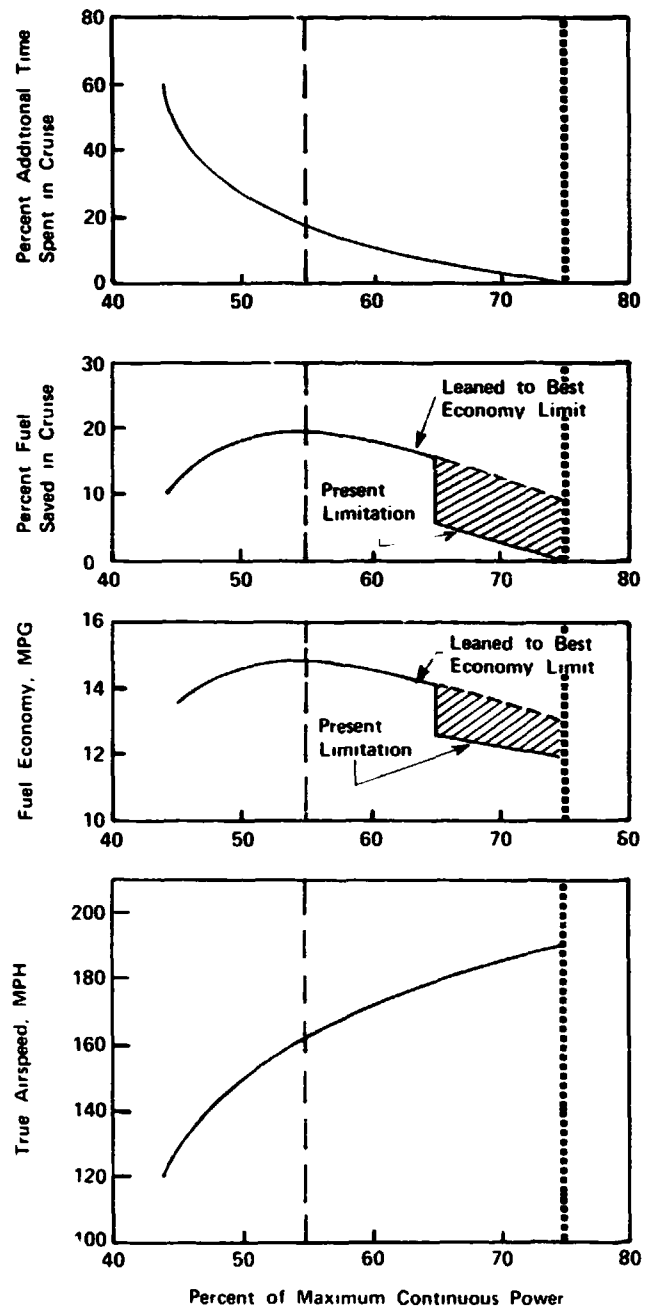 Percent Additional Time
Spent in Cruise
80
60
40
20
0
40 50 60 70 80
Percent Fuel
Saved in Cruise
30
20
10
0
Leaned to Best
Economy Limit
Present
Limitation
40 50 60 70 80
Fuel Economy, MPG
16
14
12
10
Leaned to Best
Economy Limit
Present
Limitation
40 50 60 70 80
True Airspeed, MPH
200
180
160
140
120
100
40 50 60 70 80
Percent of Maximum Continuous Power